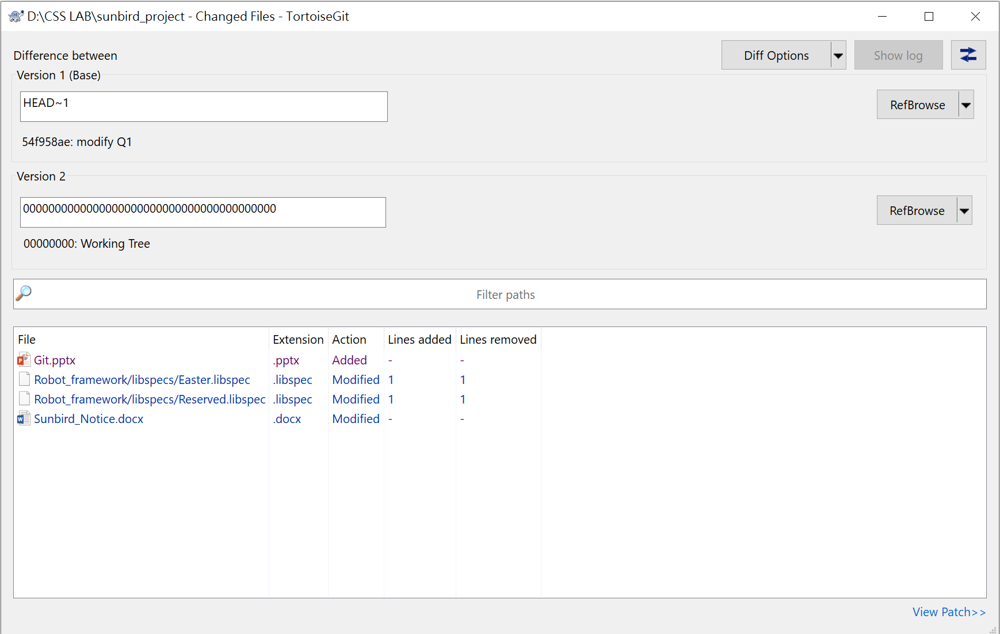 D:\CSS LAB\sunbird_project - Changed Files - TortoiseGit
Difference between
Diff Options
Show log
Version 1 (Base)
HEAD~1
RefBrowse
54f958ae: modify Q1
Version 2
0000000000000000000000000000000000000000
RefBrowse
00000000: Working Tree
Filter paths
File Extension Action Lines added Lines removed
Git.pptx .pptx Added - -
Robot_framework/libspecs/Easter.libspec .libspec Modified 1 1
Robot_framework/libspecs/Reserved.libspec .libspec Modified 1 1
Sunbird_Notice.docx .docx Modified - -
View Patch>>